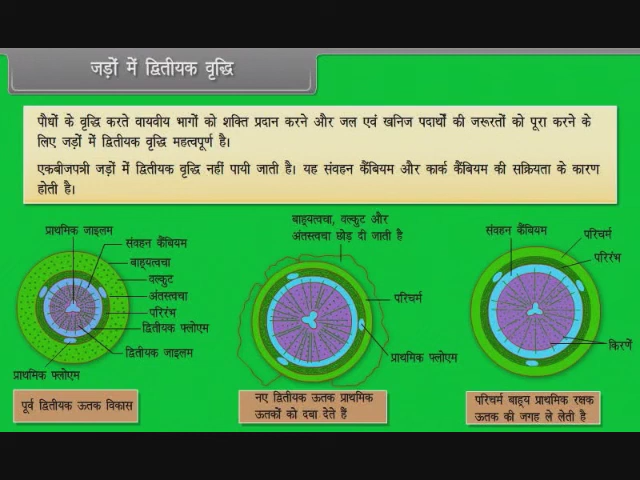 जड़ों में द्वितीयक वृद्धि
पौघों के वृद्धि करते वायवीय भागों को शक्ति प्रदान करने और जल एवं खनिज पदार्थों की जरूरतों को पूरा करने के
लिए जड़ों में द्वितीयक वृद्धि महत्वपूर्ण है।
एकबीजपत्री जड़ों में द्वितीयक वृद्धि नहीं पायी जाती है। यह संवहन कैंबियम और कार्क कैंबियम की सक्रियता के कारण
होती है।
प्राथमिक जाइलम
संवहन कैंबियम
बाह्यत्वचा
वल्कुट
अंतस्त्वचा
परिरंभ
द्वितीयक फ्लोएम
द्वितीयक जाइलम
प्राथमिक फ्लोएम
पूर्व द्वितीयक ऊतक विकास
बाह्यत्वचा, वल्कुट और
अंतस्त्वचा छोड़ दी जाती है
परिचर्म
प्राथमिक फ्लोएम
नए द्वितीयक ऊतक प्राथमिक
ऊतकों को दबा देते हैं
संवहन कैंबियम
परिचर्म
परिरंभ
किरणें
परिचर्म बाह्य प्राथमिक रक्षक
ऊतक की जगह ले लेती है